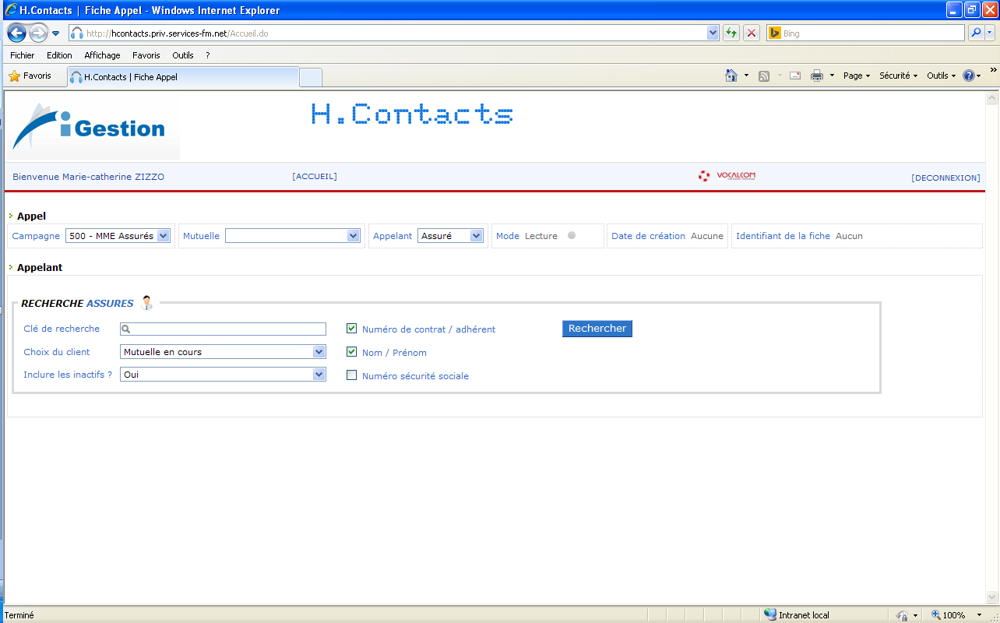 H.Contacts | Fiche Appel - Windows Internet Explorer
http://hcontacts.priv.services-fm.net/Accueil.do
Bing
Fichier Edition Affichage Favoris Outils ?
Favoris
H.Contacts | Fiche Appel
Page Sécurité Outils
iGestion
H.Contacts
Bienvenue Marie-catherine ZIZZO
[ACCUEIL]
VOCALCOM
[DECONNEXION]
Appel
Campagne 500 - MME Assurés Mutuelle Appelant Assuré Mode Lecture Date de création Aucune Identifiant de la fiche Aucun
Appelant
RECHERCHE ASSURES
Clé de recherche Numéro de contrat / adhérent Rechercher
Choix du client Mutuelle en cours Nom / Prénom
Inclure les inactifs ? Oui Numéro sécurité sociale
Terminé Intranet local 100%